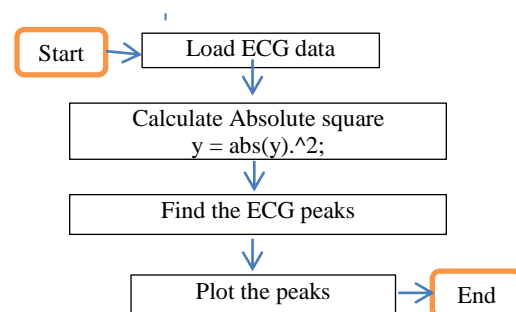 Start
Load ECG data
Calculate Absolute square
y = abs(y).^2;
Find the ECG peaks
Plot the peaks
End